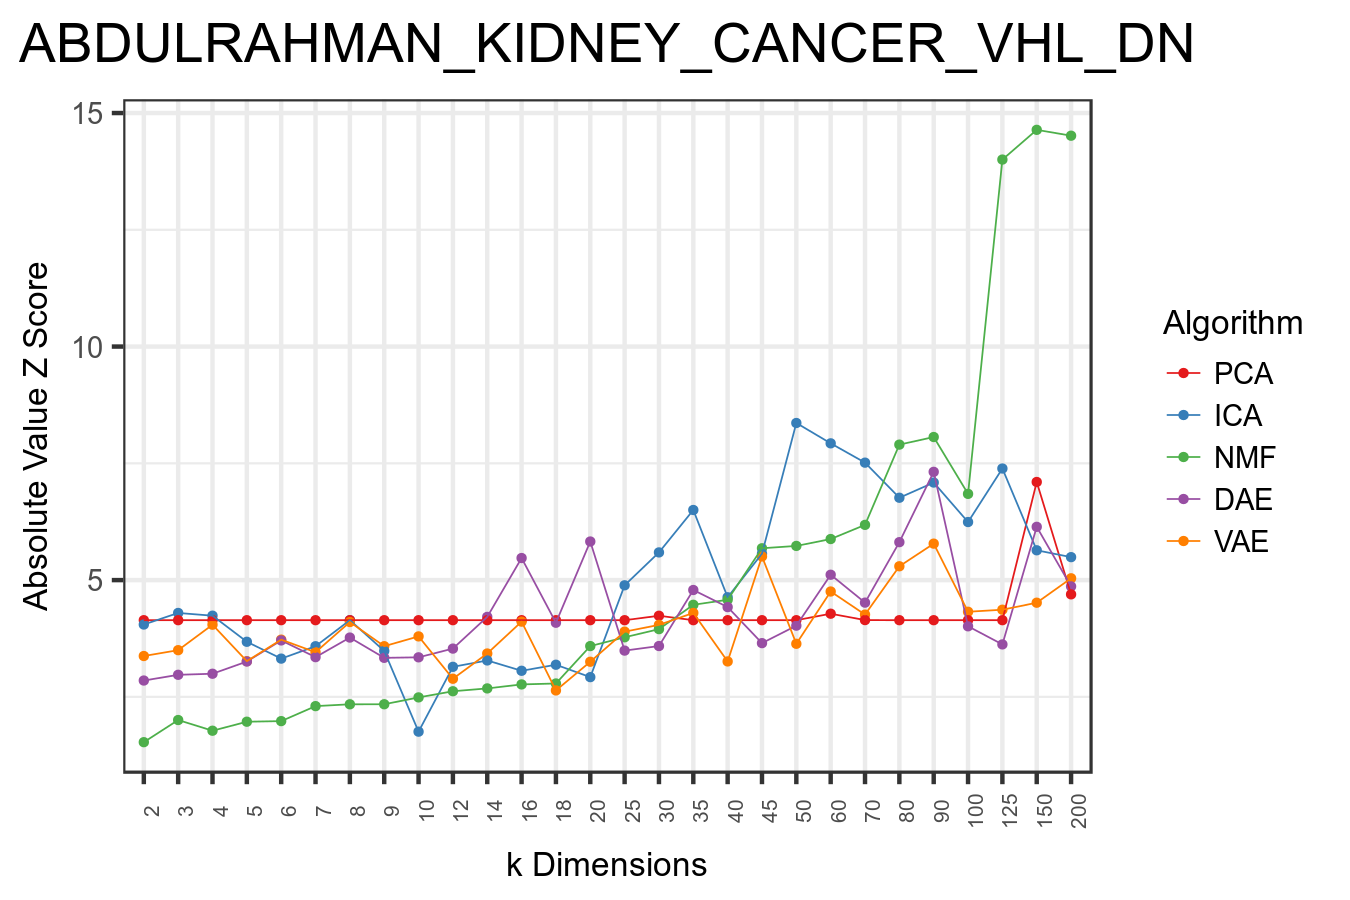 ABDULRAHMAN_KIDNEY_CANCER_VHL_DN
15
10
5
Absolute Value Z Score
2 3 4 5 6 7 8 9 10 12 14 16 18 20 25 30 35 40 45 50 60 70 80 90 100 125 150 200
k Dimensions
Algorithm
PCA
ICA
NMF
DAE
VAE